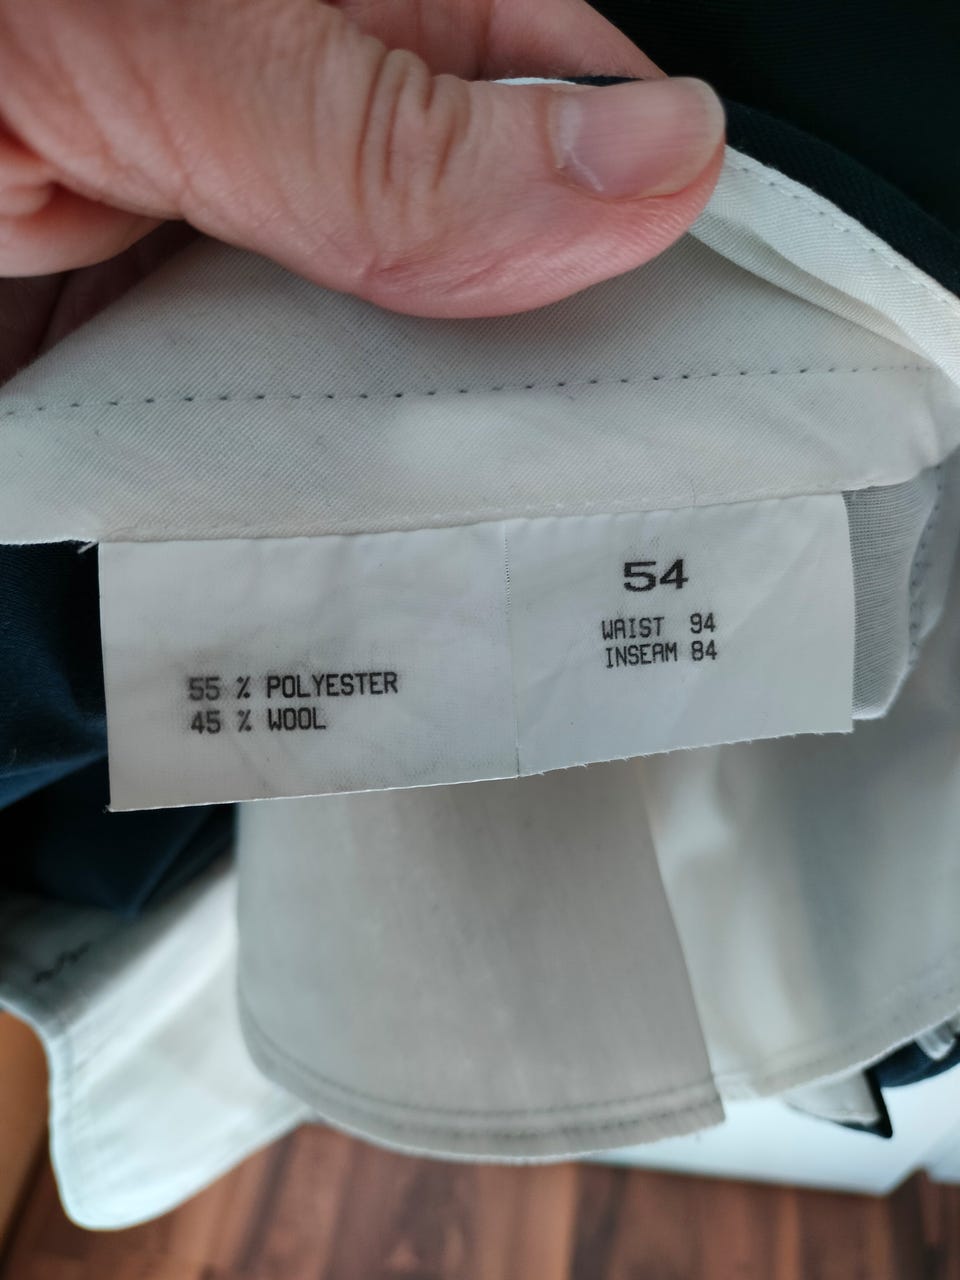 55 % POLYESTER
45 % WOOL
54
WAIST 94
INSEAM 84